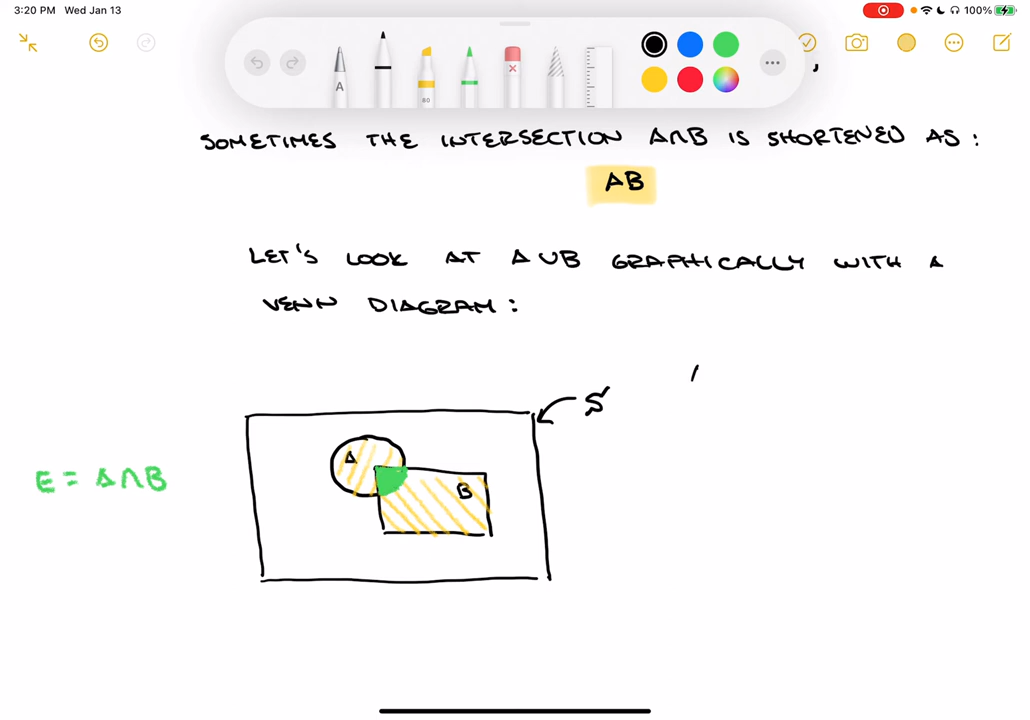 3:20 PM Wed Jan 13
100%
A
80
SOMETIMES THE INTERSECTION A∩B IS SHORTENED AS:
AB
LET'S LOOK AT A∪B GRAPHICALLY WITH A
VENN DIAGRAM:
S
A
E = A∩B
B